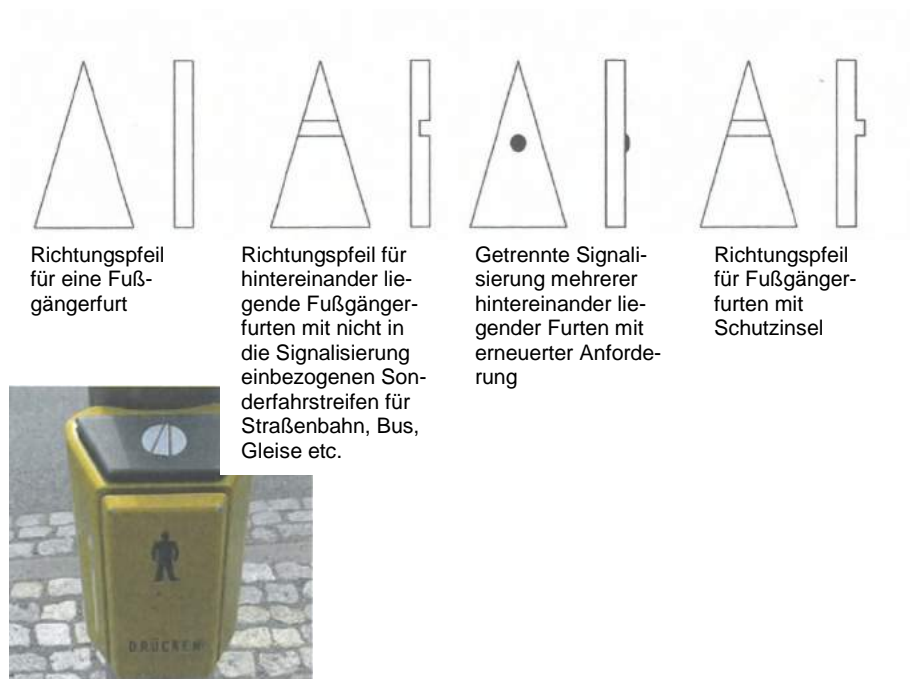 Richtungspfeil
für eine Fuß-
gängerfurt
Richtungspfeil für
hintereinander lie-
gende Fußgänger-
furten mit nicht in
die Signalisierung
einbezogenen Son-
derfahrstreifen für
Straßenbahn, Bus,
Gleise etc.
Getrennte Signali-
sierung mehrerer
hintereinander lie-
gender Furten mit
erneuerter Anforde-
rung
Richtungspfeil
für Fußgänger-
furten mit
Schutzinsel
DRÜCKEN